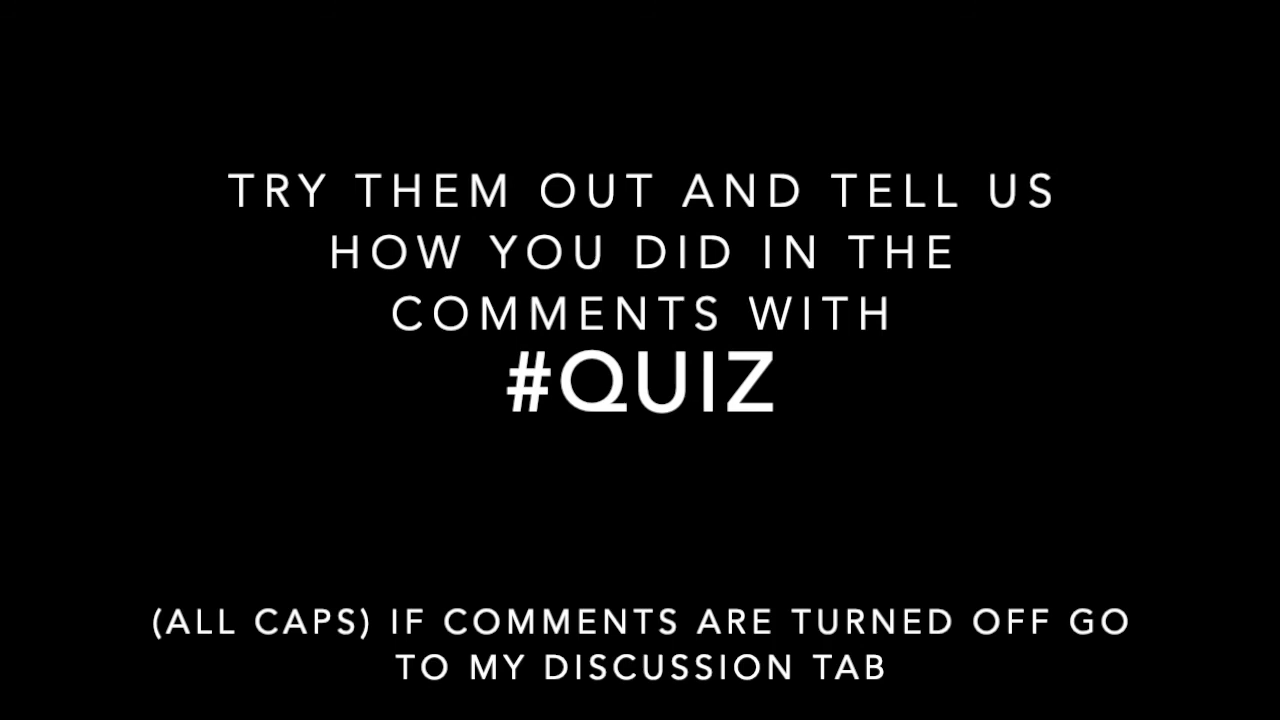 TRY THEM OUT AND TELL US
HOW YOU DID IN THE
COMMENTS WITH
#QUIZ
(ALL CAPS) IF COMMENTS ARE TURNED OFF GO
TO MY DISCUSSION TAB